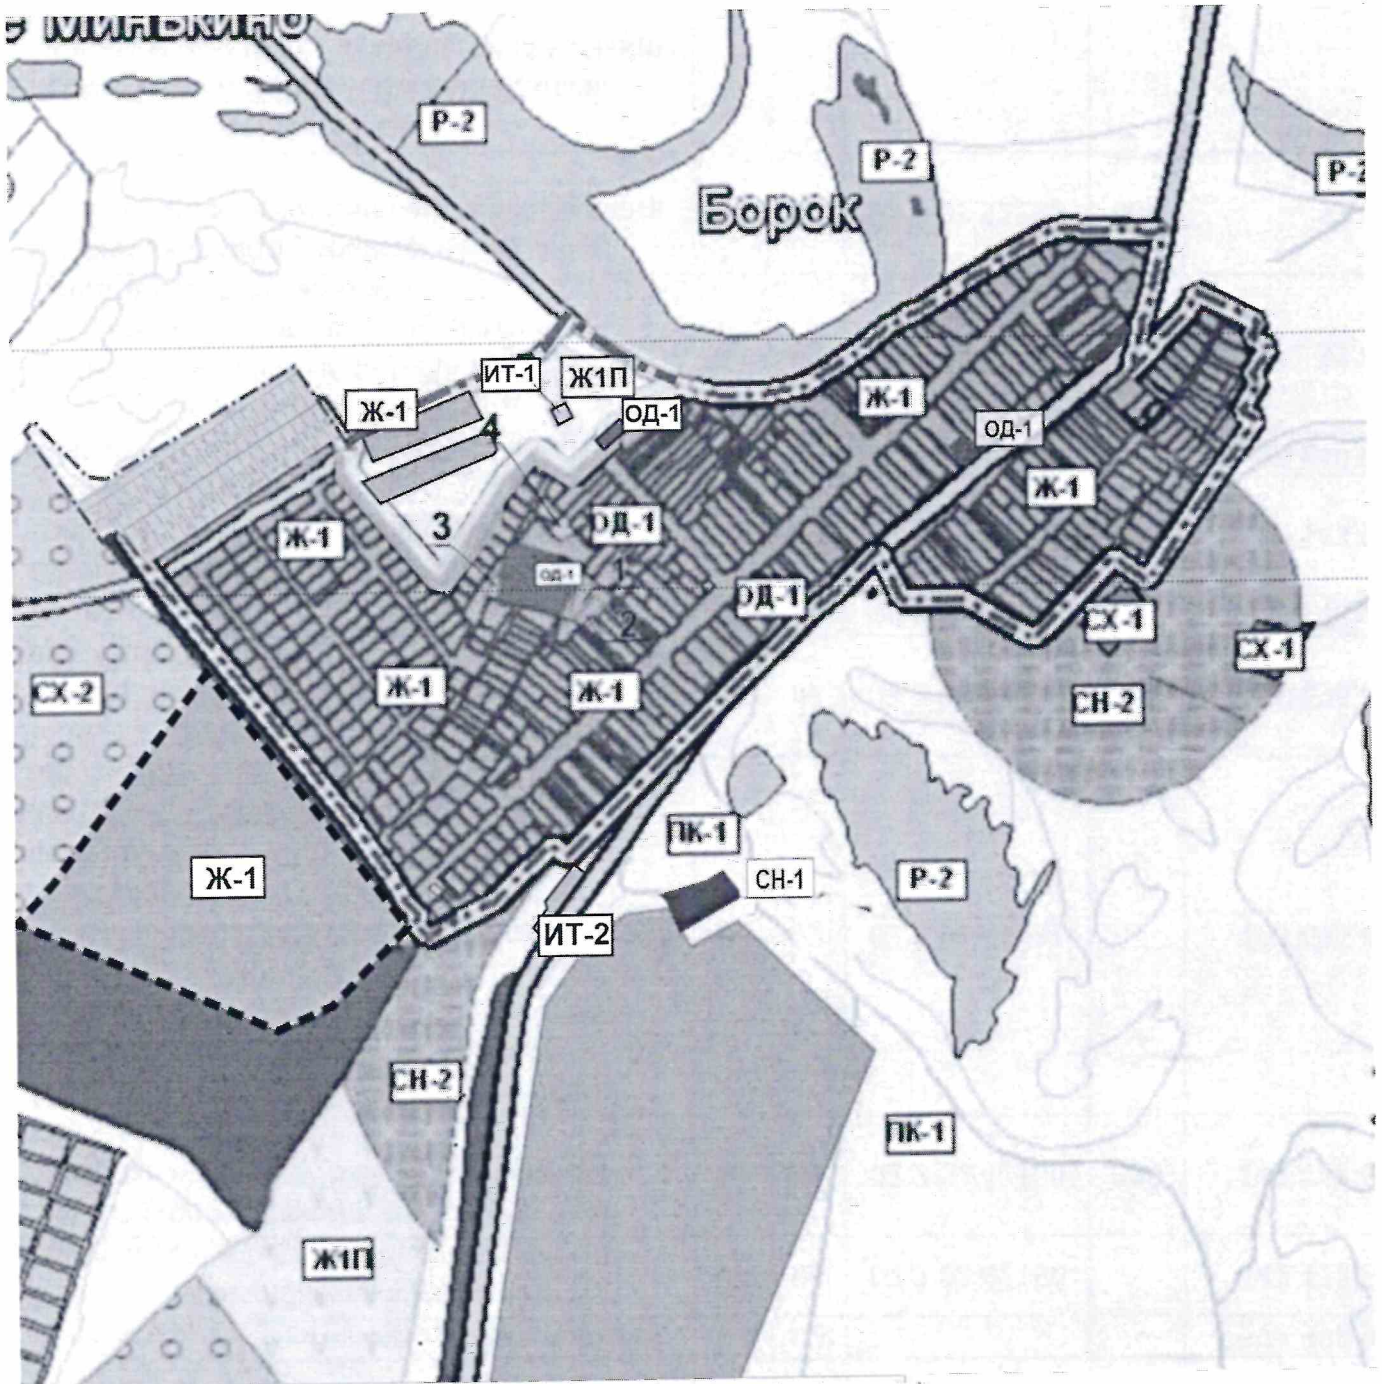 е Минькино
Р-2
Р-2
Р-2
Борок
ИТ-1
Ж1П
Ж-1
ОД-1
4
Ж-1
ОД-1
Ж-1
3
Ж-1
ОД-1
ОД-1
1
ОД-1
2
СХ-1
СХ-1
СХ-2
Ж-1
Ж-1
СН-2
ПК-1
Ж-1
СН-1
Р-2
ИТ-2
СН-2
ПК-1
Ж1П